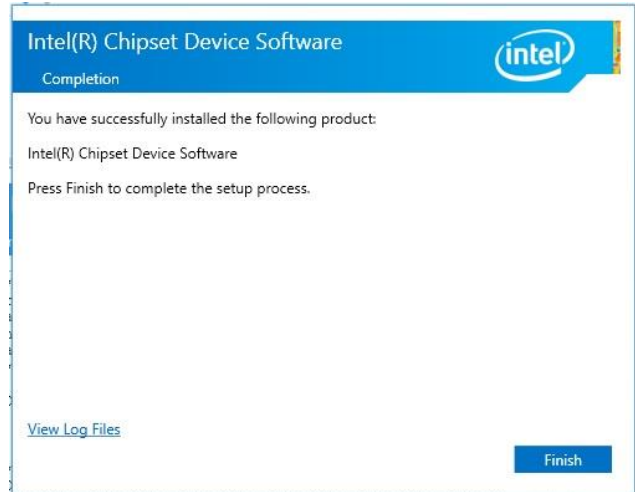 Intel(R) Chipset Device Software
intel
Completion
You have successfully installed the following product:
Intel(R) Chipset Device Software
Press Finish to complete the setup process.
View Log Files
Finish